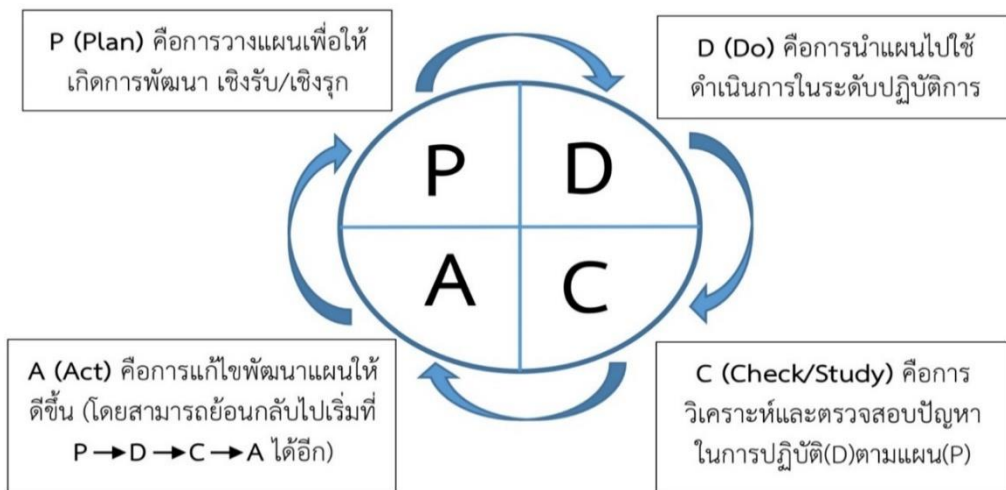 P (Plan) คือการวางแผนเพื่อให้
เกิดการพัฒนา เชิงรับ/เชิงรุก
D (Do) คือการนำแผนไปใช้
ดำเนินการในระดับปฏิบัติการ
P
D
A
C
A (Act) คือการแก้ไขพัฒนาแผนให้
ดีขึ้น (โดยสามารถย้อนกลับไปเริ่มที่
P→D→C→A ได้อีก)
C (Check/Study) คือการ
วิเคราะห์และตรวจสอบปัญหา
ในการปฏิบัติ(D)ตามแผน(P)